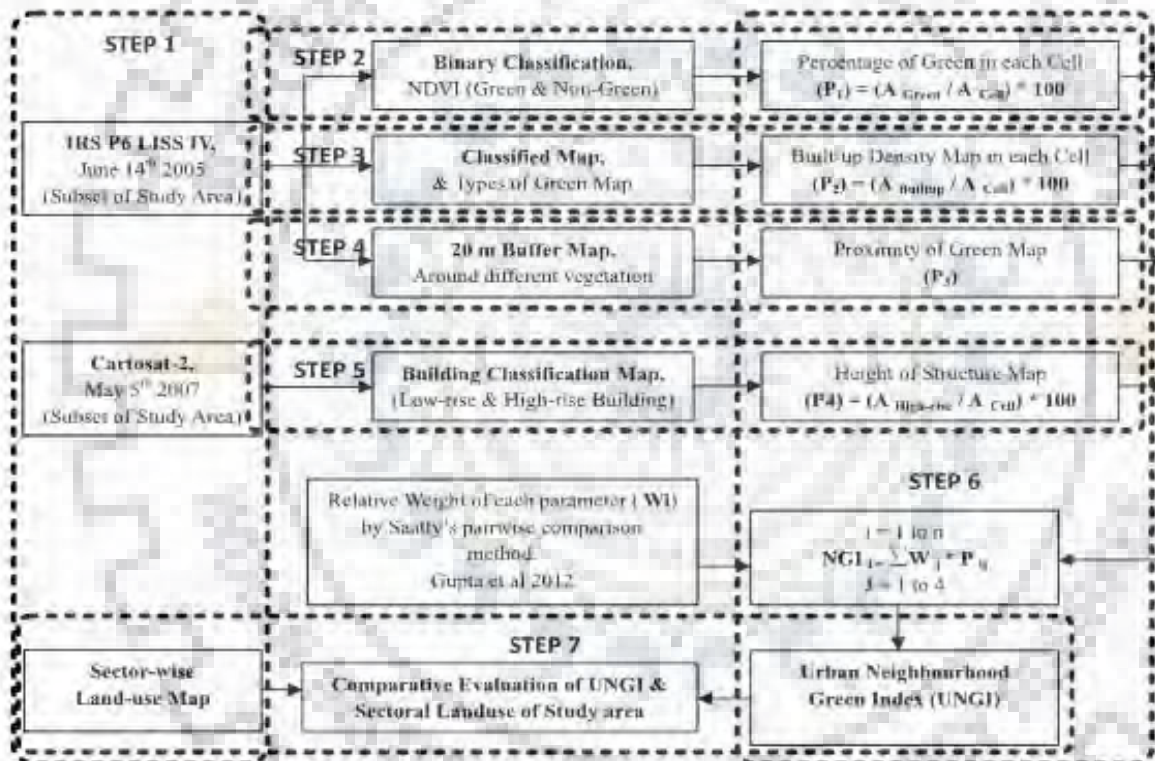 STEP 1
IRS P6 LISS IV,
June 14th 2005
(Subset of Study Area)
Cartosat-2,
May 5th 2007
(Subset of Study Area)
Sector-wise
Land-use Map
STEP 2
Binary Classification,
NDVI (Green & Non-Green)
Percentage of Green in each Cell
(P1) = (A Green / A Cell) * 100
STEP 3
Classified Map,
& Types of Green Map
Built-up Density Map in each Cell
(P2) = (A Builtup / A Cell) * 100
STEP 4
20 m Buffer Map,
Around different vegetation
Proximity of Green Map
(P3)
STEP 5
Building Classification Map,
(Low-rise & High-rise Building)
Height of Structure Map
(P4) = (A High-rise / A Cell) * 100
Relative Weight of each parameter ( Wi)
by Saatly's pairwise comparison
method.
Gupta et al 2012
STEP 6
i = 1 to n
NGI i= ∑W j * P ij
J = 1 to 4
STEP 7
Comparative Evaluation of UNGI &
Sectoral Landuse of Study area
Urban Neighbourhood
Green Index (UNGI)